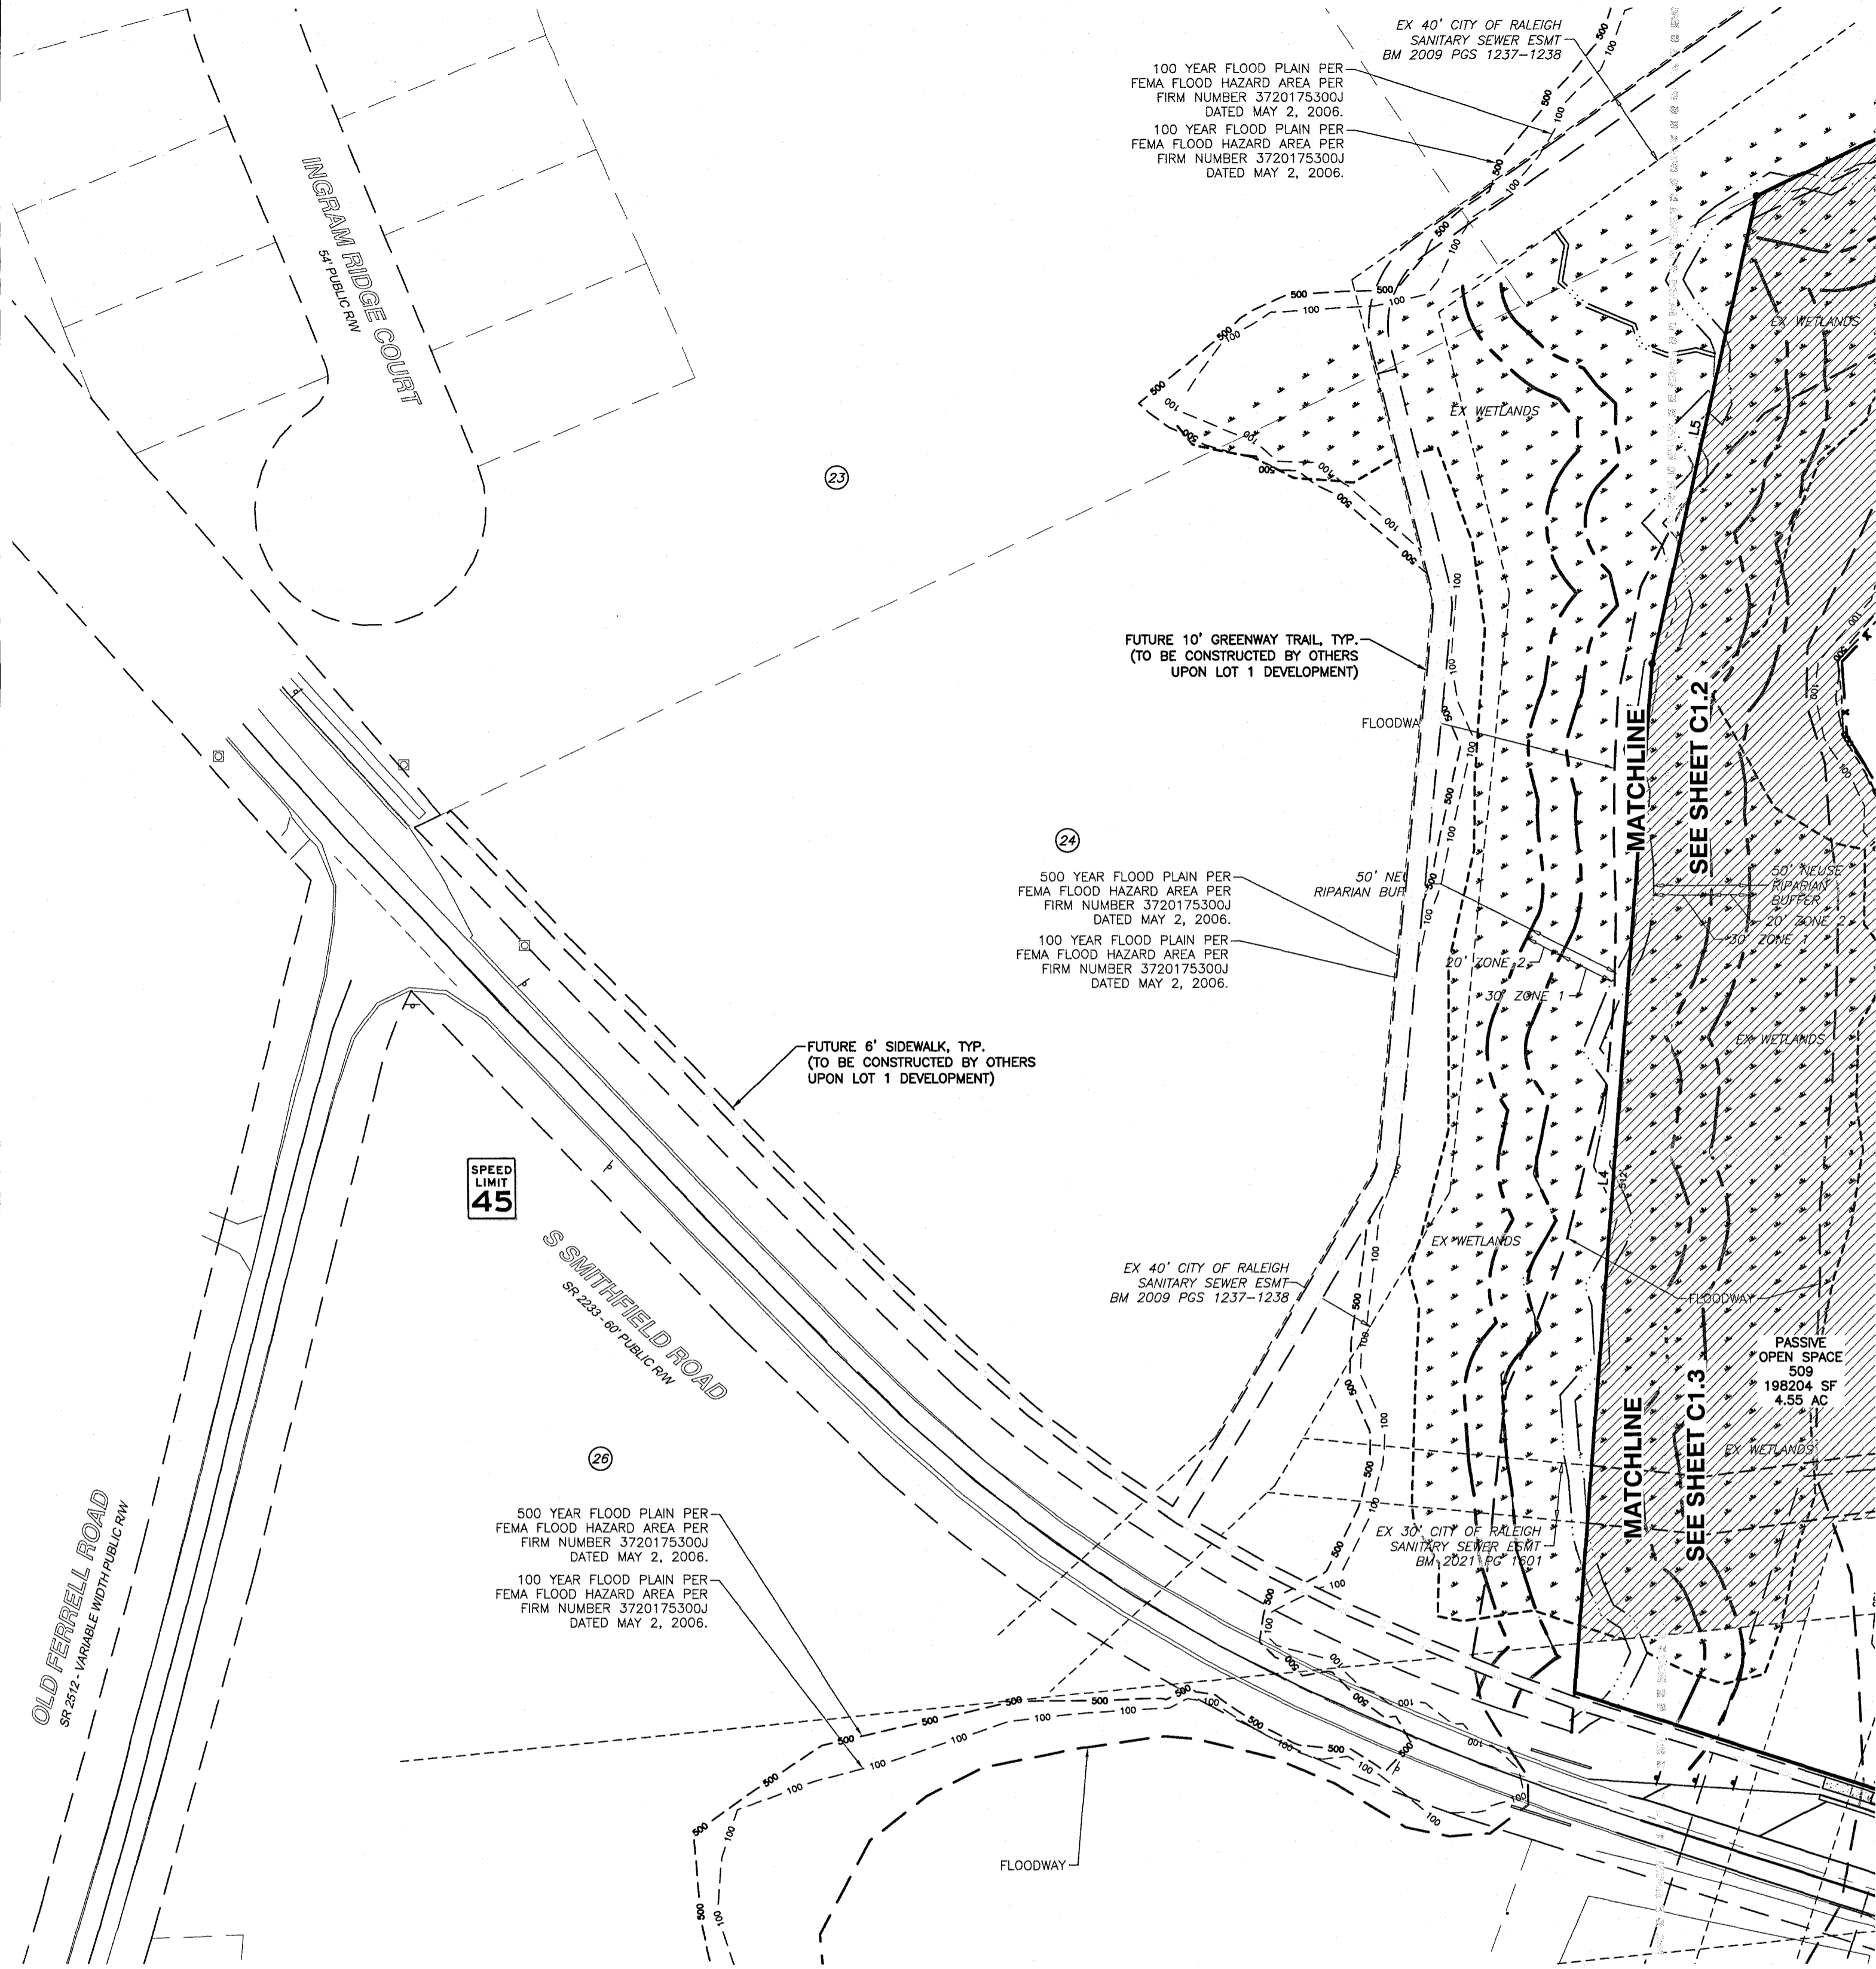 EX 40' CITY OF RALEIGH
SANITARY SEWER ESMT
BM 2009 PGS 1237-1238
100 YEAR FLOOD PLAIN PER
FEMA FLOOD HAZARD AREA PER
FIRM NUMBER 3720175300J
DATED MAY 2, 2006.
100 YEAR FLOOD PLAIN PER
FEMA FLOOD HAZARD AREA PER
FIRM NUMBER 3720175300J
DATED MAY 2, 2006.
INGRAM RIDGE COURT
54' PUBLIC R/W
EX WETLANDS
EX WETLANDS
L5
23
FUTURE 10' GREENWAY TRAIL, TYP.
(TO BE CONSTRUCTED BY OTHERS
UPON LOT 1 DEVELOPMENT)
FLOODWA
MATCHLINE
SEE SHEET C1.2
24
500 YEAR FLOOD PLAIN PER
FEMA FLOOD HAZARD AREA PER
FIRM NUMBER 3720175300J
DATED MAY 2, 2006.
100 YEAR FLOOD PLAIN PER
FEMA FLOOD HAZARD AREA PER
FIRM NUMBER 3720175300J
DATED MAY 2, 2006.
50' NEU
RIPARIAN BUF
20' ZONE 2
30' ZONE 1
50' NEUSE
RIPARIAN
BUFFER
20' ZONE 2
30' ZONE 1
EX WETLANDS
FUTURE 6' SIDEWALK, TYP.
(TO BE CONSTRUCTED BY OTHERS
UPON LOT 1 DEVELOPMENT)
SPEED
LIMIT
45
S SMITHFIELD ROAD
SR 2233 - 60' PUBLIC R/W
L4
EX WETLANDS
EX 40' CITY OF RALEIGH
SANITARY SEWER ESMT
BM 2009 PGS 1237-1238
FLOODWAY
PASSIVE
OPEN SPACE
509
198204 SF
4.55 AC
MATCHLINE
SEE SHEET C1.3
EX WETLANDS
26
500 YEAR FLOOD PLAIN PER
FEMA FLOOD HAZARD AREA PER
FIRM NUMBER 3720175300J
DATED MAY 2, 2006.
100 YEAR FLOOD PLAIN PER
FEMA FLOOD HAZARD AREA PER
FIRM NUMBER 3720175300J
DATED MAY 2, 2006.
EX 30' CITY OF RALEIGH
SANITARY SEWER ESMT
BM 2021 PG 1601
OLD FERRELL ROAD
SR 2512 - VARIABLE WIDTH PUBLIC R/W
500
100
FLOODWAY